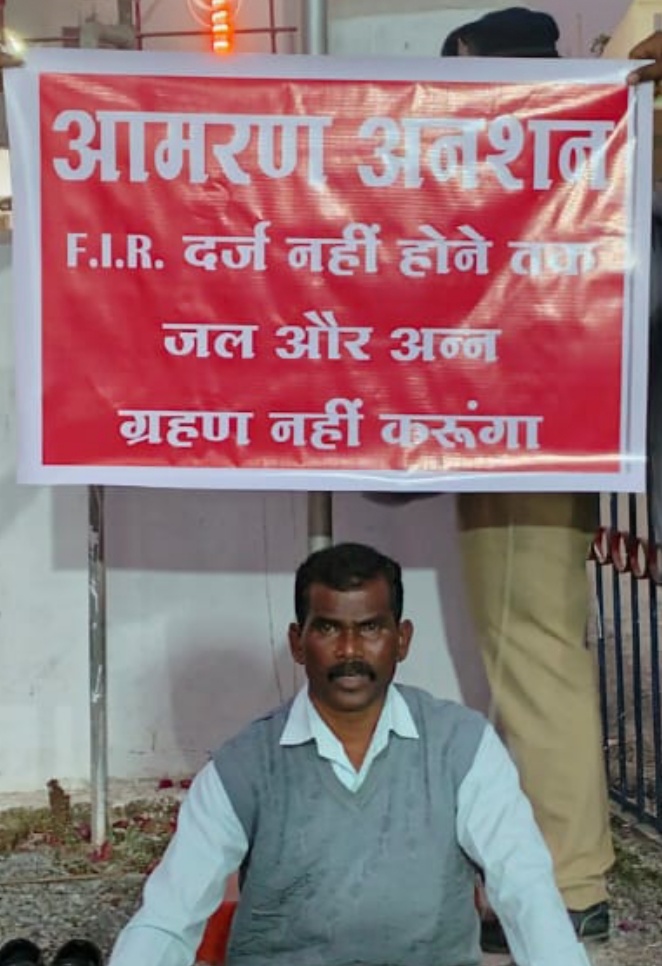 आमरण अनशन
F.I.R. दर्ज नहीं होने तक
जल और अन्न
ग्रहण नहीं करूंगा